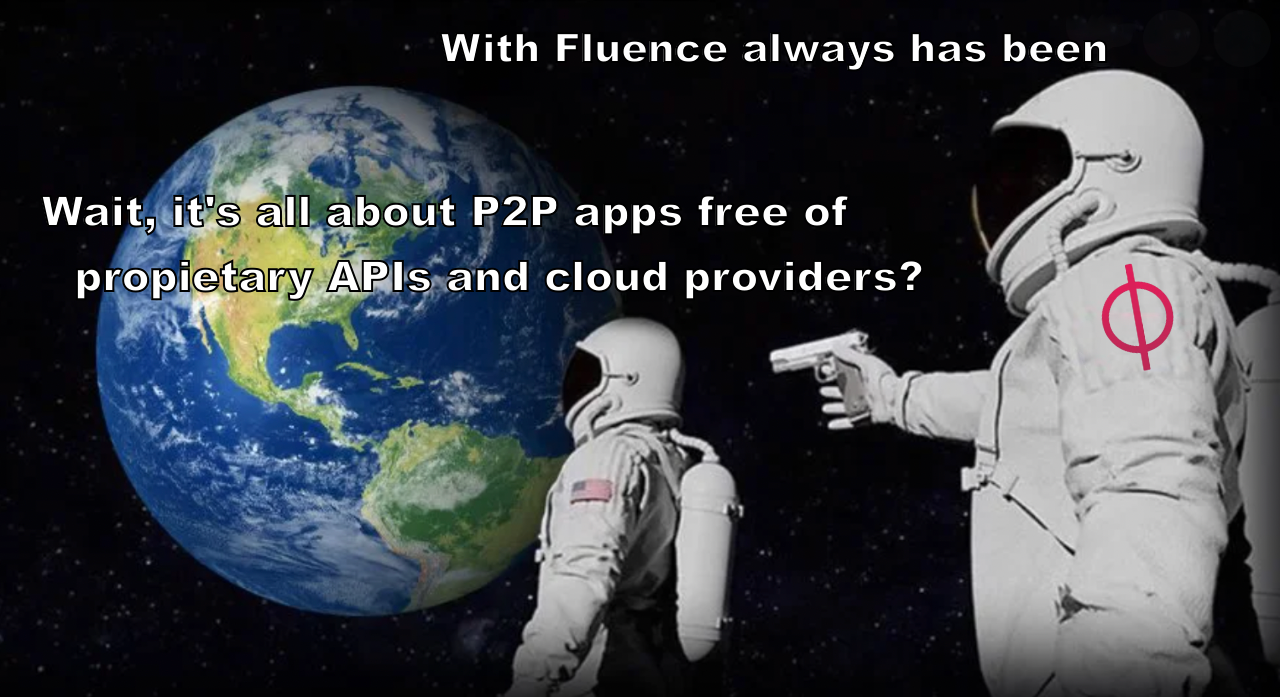 With Fluence always has been
Wait, it's all about P2P apps free of
propietary APIs and cloud providers?